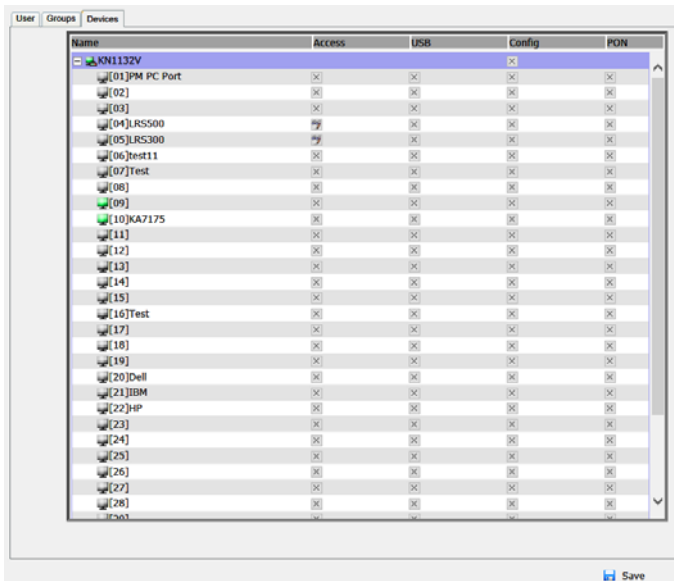 User Groups Devices
Name Access USB Config PON
KN1132V
[01]PM PC Port
[02]
[03]
[04]LRS500
[05]LRS300
[06]test11
[07]Test
[08]
[09]
[10]KA7175
[11]
[12]
[13]
[14]
[15]
[16]Test
[17]
[18]
[19]
[20]Dell
[21]IBM
[22]HP
[23]
[24]
[25]
[26]
[27]
[28]
Save